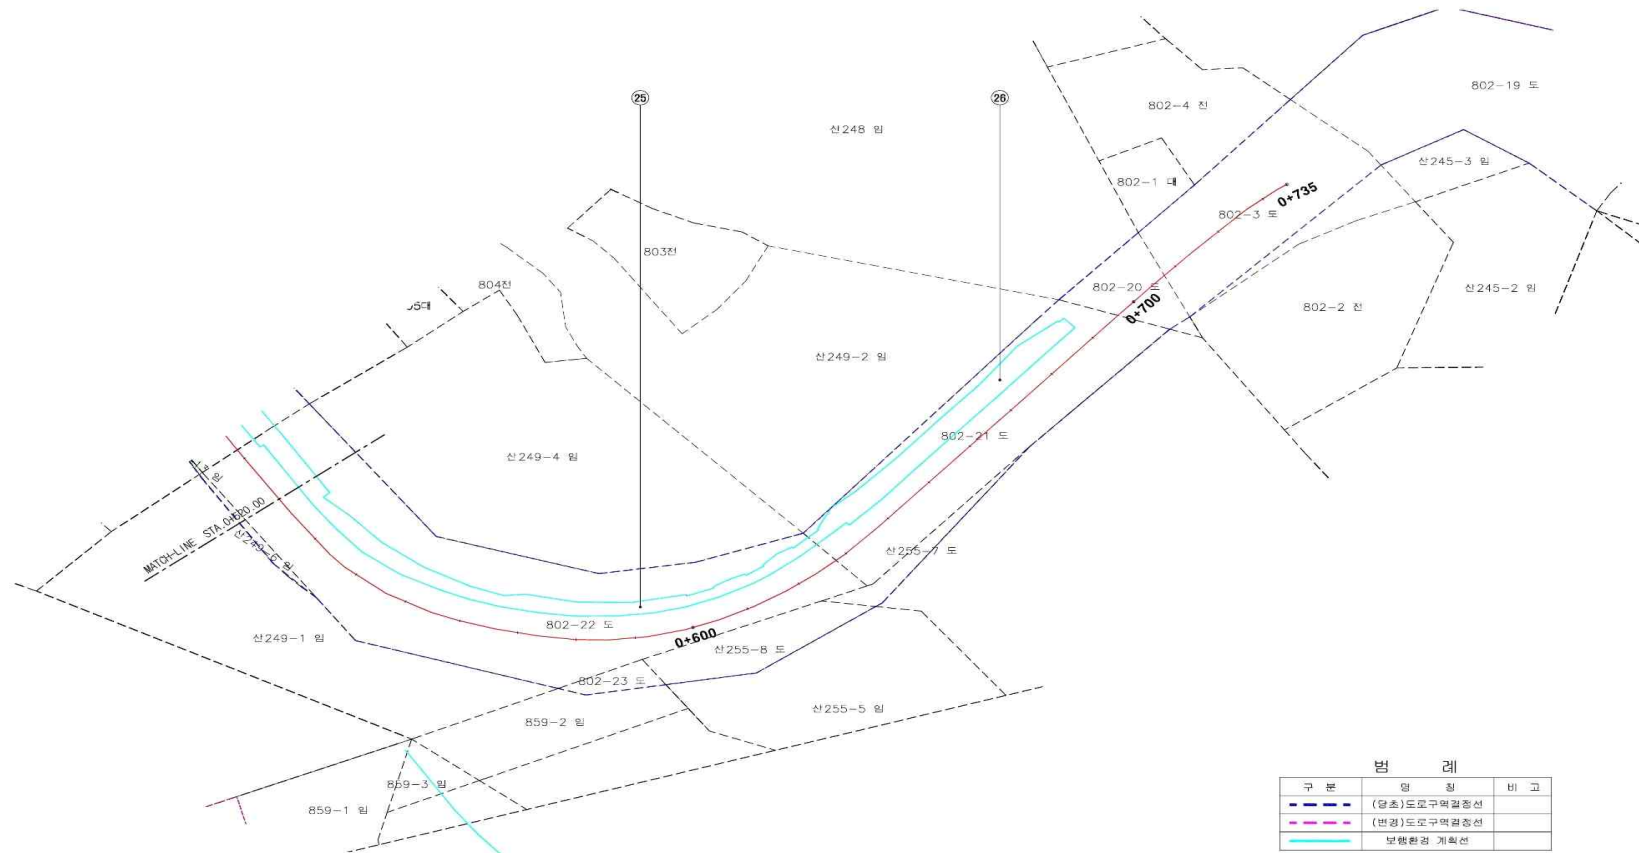 25
26
802-19 도
802-4 전
산248 임
산245-3 임
802-1 대
0+735
802-3 토
803전
804전
802-20 도
산245-2 임
0+700
802-2 전
산249-2 임
802-21 도
산249-4 임
MATCH-LINE STA.0+520.00
산249-6 임
산255-7 도
802-22 도
산249-1 임
0+600
산255-8 도
802-23 도
산255-5 임
859-2 임
859-3 임
859-1 임
범 례
구 분 명 칭 비 고
(당초)도로구역결정선
(변경)도로구역결정선
보행환경 계획선